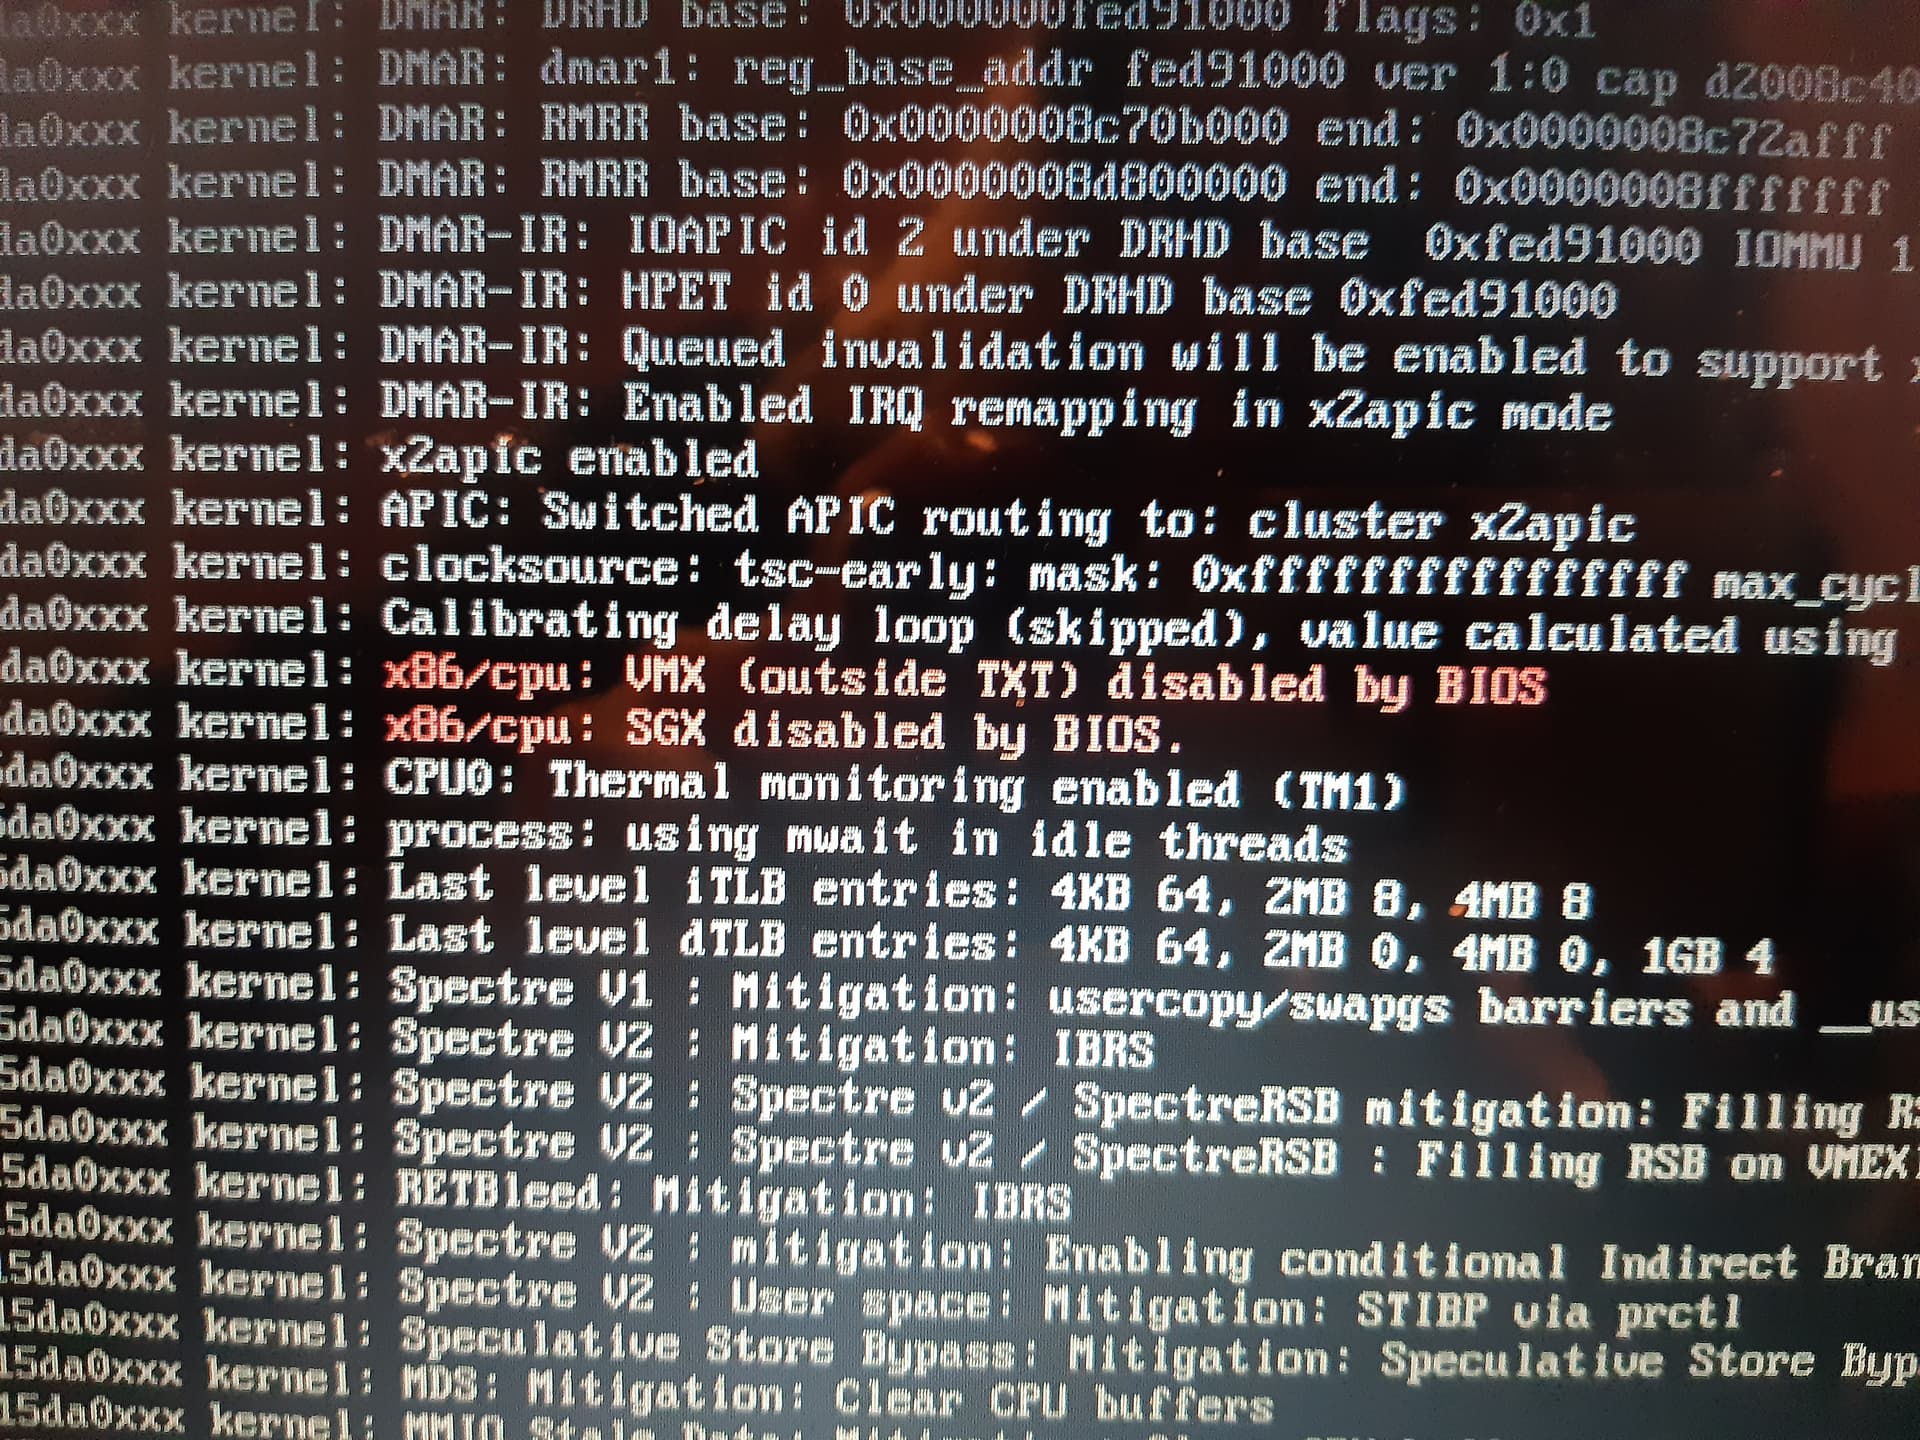 da0xxx kernel: DMAR: DRHD base: 0x000000fed91000 flags: 0x1
da0xxx kernel: DMAR: dmar1: reg_base_addr fed91000 ver 1:0 cap d2008c40
da0xxx kernel: DMAR: RMRR base: 0x0000008c70b000 end: 0x0000008c72afff
da0xxx kernel: DMAR: RMRR base: 0x0000008d800000 end: 0x0000008fffffff
da0xxx kernel: DMAR-IR: IOAPIC id 2 under DRHD base  0xfed91000 IOMMU 1
da0xxx kernel: DMAR-IR: HPET id 0 under DRHD base 0xfed91000
da0xxx kernel: DMAR-IR: Queued invalidation will be enabled to support
da0xxx kernel: DMAR-IR: Enabled IRQ remapping in x2apic mode
da0xxx kernel: x2apic enabled
da0xxx kernel: APIC: Switched APIC routing to: cluster x2apic
da0xxx kernel: clocksource: tsc-early: mask: 0xffffffffffffffff max_cycl
da0xxx kernel: Calibrating delay loop (skipped), value calculated using
da0xxx kernel: x86/cpu: VMX (outside TXT) disabled by BIOS
da0xxx kernel: x86/cpu: SGX disabled by BIOS.
5da0xxx kernel: CPU0: Thermal monitoring enabled (TM1)
5da0xxx kernel: process: using mwait in idle threads
5da0xxx kernel: Last level iTLB entries: 4KB 64, 2MB 8, 4MB 8
5da0xxx kernel: Last level dTLB entries: 4KB 64, 2MB 0, 4MB 0, 1GB 4
5da0xxx kernel: Spectre V1 : Mitigation: usercopy/swapgs barriers and __us
5da0xxx kernel: Spectre V2 : Mitigation: IBRS
5da0xxx kernel: Spectre V2 : Spectre v2 / SpectreRSB mitigation: Filling RS
5da0xxx kernel: Spectre V2 : Spectre v2 / SpectreRSB : Filling RSB on VMEX
5da0xxx kernel: RETBleed: Mitigation: IBRS
15da0xxx kernel: Spectre V2 : mitigation: Enabling conditional Indirect Bran
15da0xxx kernel: Spectre V2 : User space: Mitigation: STIBP via prctl
15da0xxx kernel: Speculative Store Bypass: Mitigation: Speculative Store Byp
15da0xxx kernel: MDS: Mitigation: Clear CPU buffers
15da0xxx kernel: MMIO Stale Data: